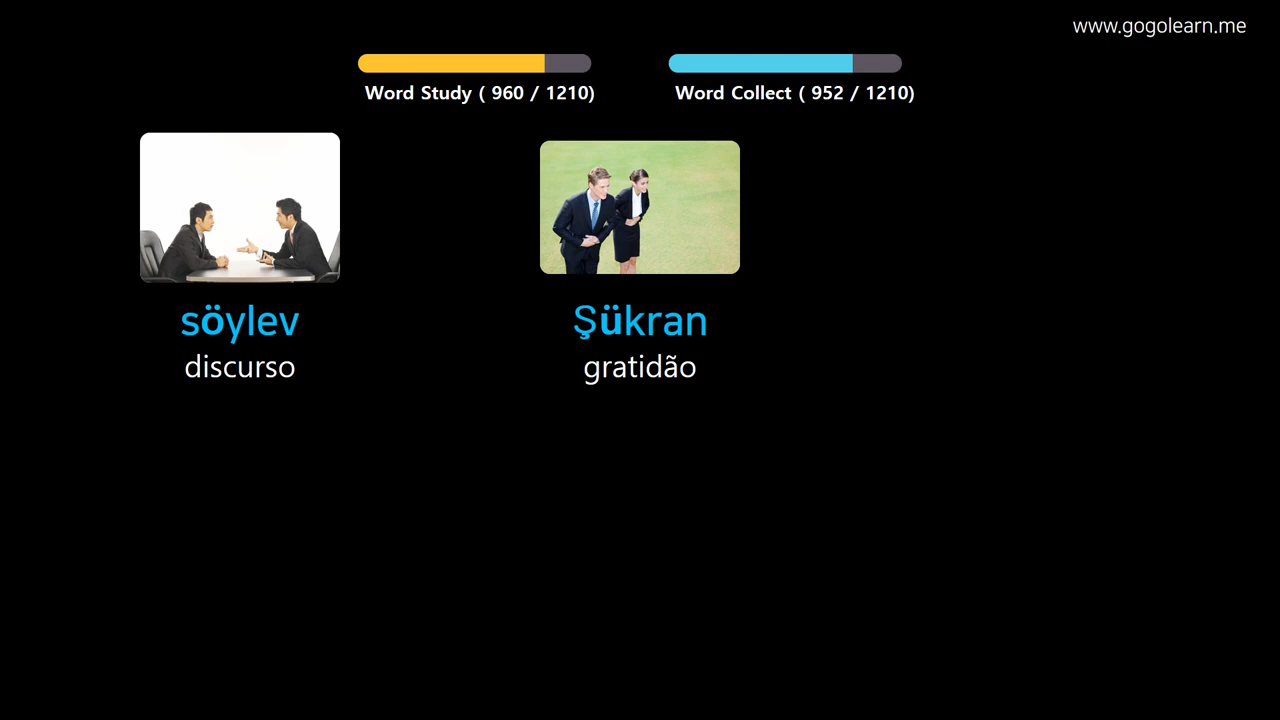 www.gogolearn.me
Word Study ( 960 / 1210)
Word Collect ( 952 / 1210)
söylev
discurso
Şükran
gratidão